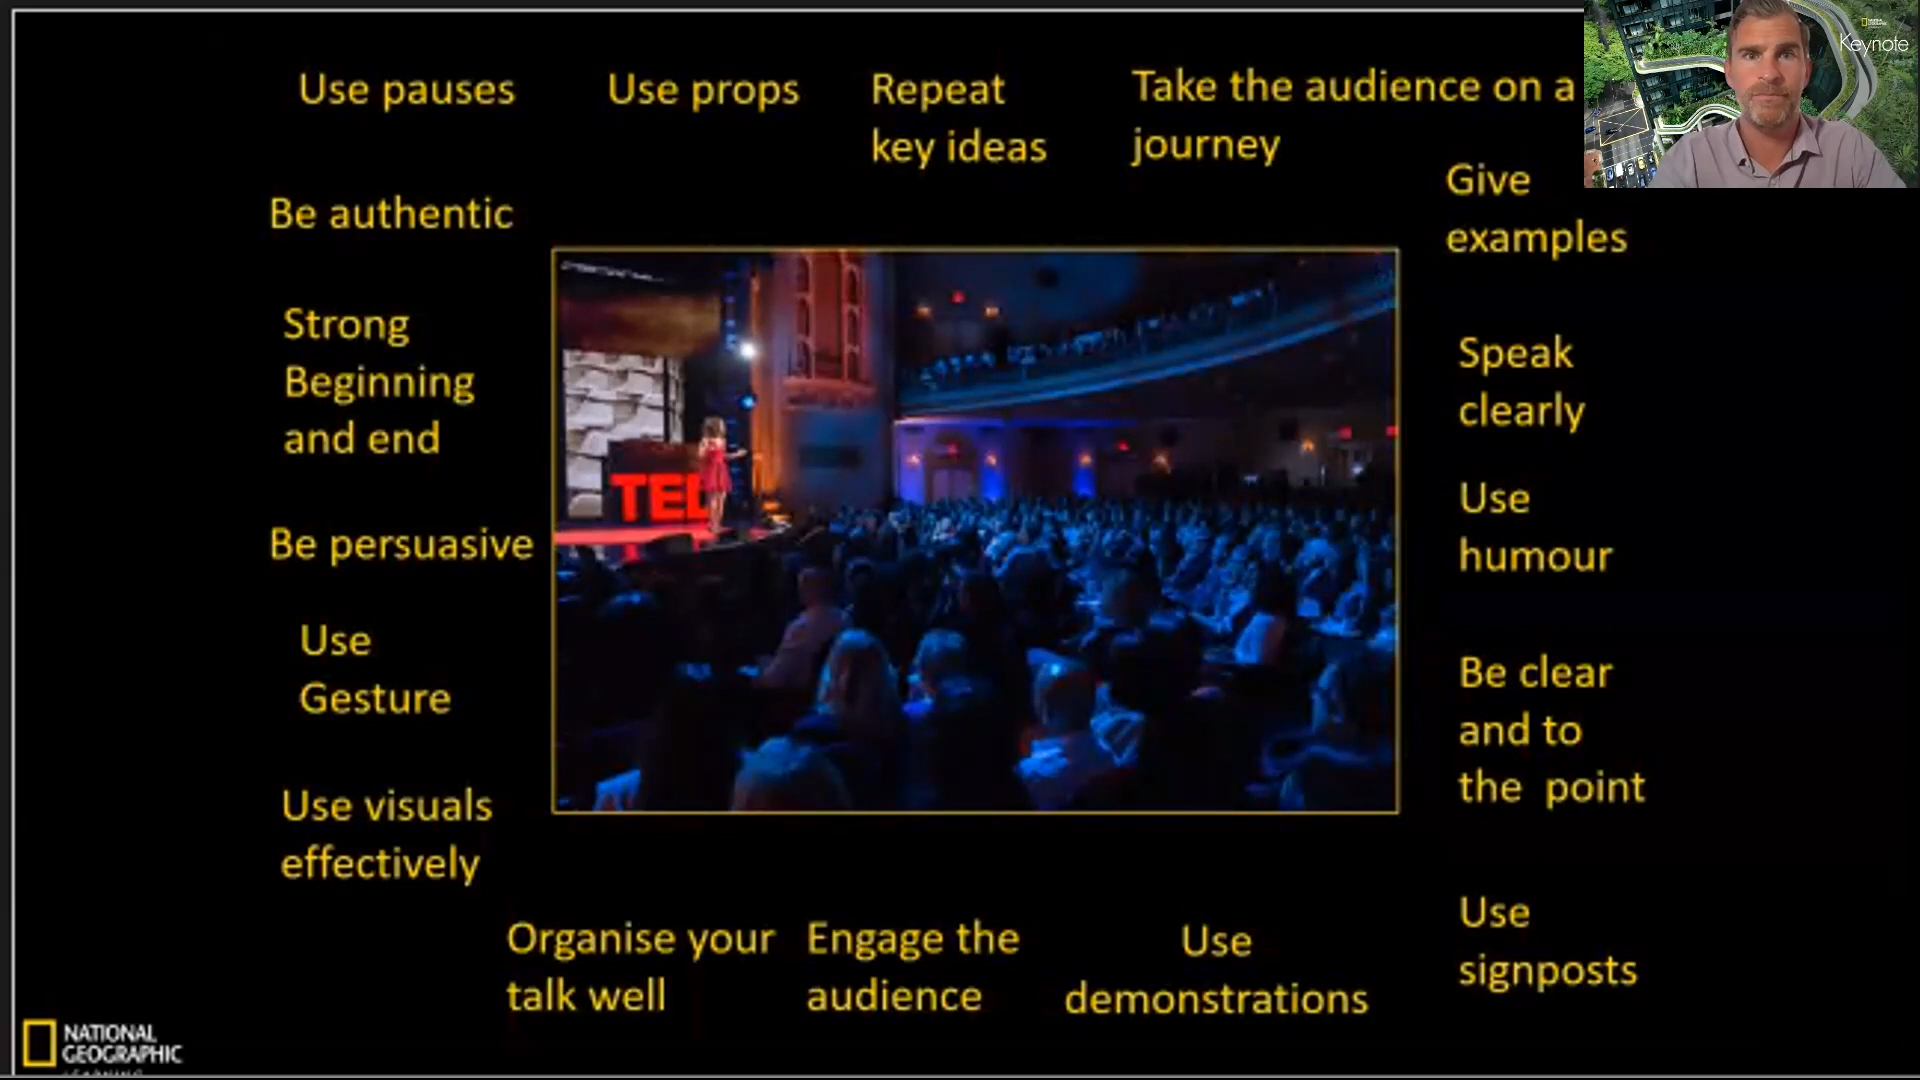 Use pauses
Use props
Repeat
key ideas
Take the audience on a
journey
Give
examples
Be authentic
Strong
Beginning
and end
Speak
clearly
Use
humour
Be persuasive
Use
Gesture
Be clear
and to
the  point
Use visuals
effectively
Use
signposts
Organise your
talk well
Engage the
audience
Use
demonstrations
TED
NATIONAL
GEOGRAPHIC
LEARNING
Keynote